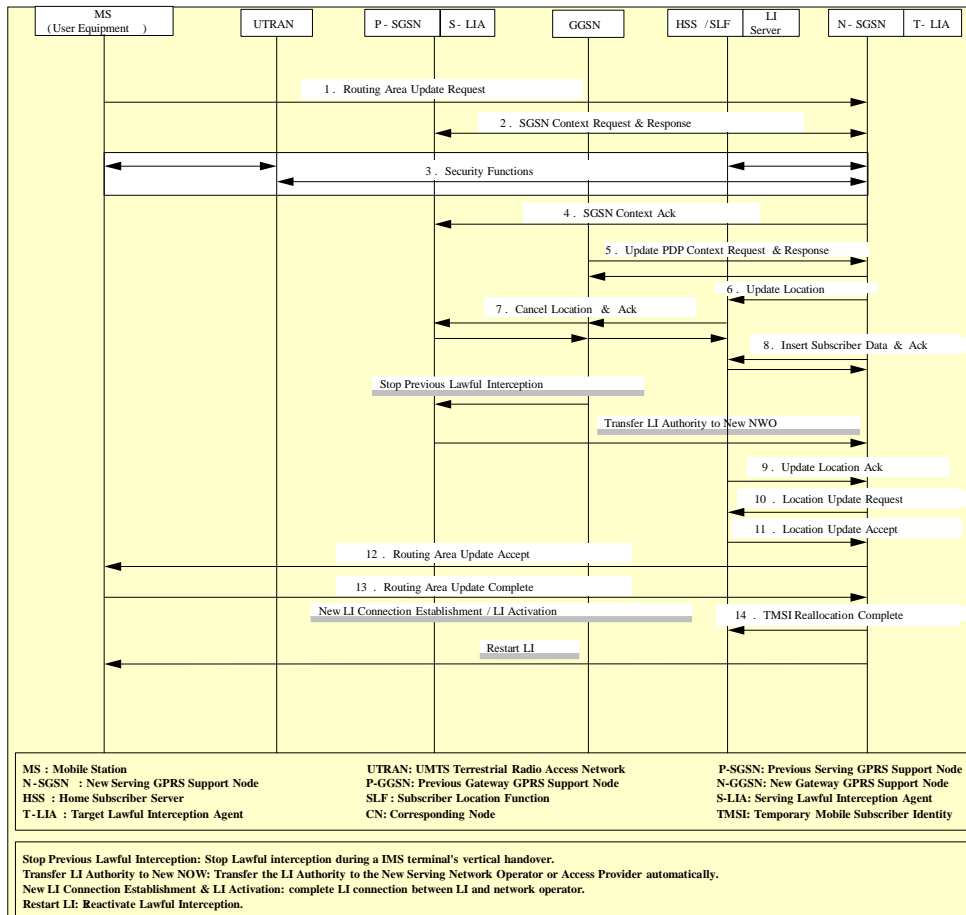 MS
(User Equipment )
UTRAN
P - SGSN
S - LIA
GGSN
HSS / SLF
LI
Server
N - SGSN
T - LIA
1 . Routing Area Update Request
2 . SGSN Context Request & Response
3 . Security Functions
4 . SGSN Context Ack
5 . Update PDP Context Request & Response
6 . Update Location
7 . Cancel Location & Ack
8 . Insert Subscriber Data & Ack
Stop Previous Lawful Interception
Transfer LI Authority to New NWO
9 . Update Location Ack
10 . Location Update Request
11 . Location Update Accept
12 . Routing Area Update Accept
13 . Routing Area Update Complete
New LI Connection Establishment / LI Activation
14 . TMSI Reallocation Complete
Restart LI
MS : Mobile Station UTRAN: UMTS Terrestrial Radio Access Network P-SGSN: Previous Serving GPRS Support Node
N-SGSN : New Serving GPRS Support Node P-GGSN: Previous Gateway GPRS Support Node N-GGSN: New Gateway GPRS Support Node
HSS : Home Subscriber Server SLF : Subscriber Location Function S-LIA: Serving Lawful Interception Agent
T-LIA : Target Lawful Interception Agent CN: Corresponding Node TMSI: Temporary Mobile Subscriber Identity
Stop Previous Lawful Interception: Stop Lawful interception during a IMS terminal's vertical handover.
Transfer LI Authority to New NOW: Transfer the LI Authority to the New Serving Network Operator or Access Provider automatically.
New LI Connection Establishment & LI Activation: complete LI connection between LI and network operator.
Restart LI: Reactivate Lawful Interception.